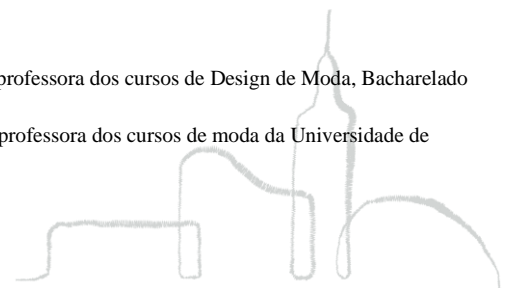 professora dos cursos de Design de Moda, Bacharelado
professora dos cursos de moda da Universidade de